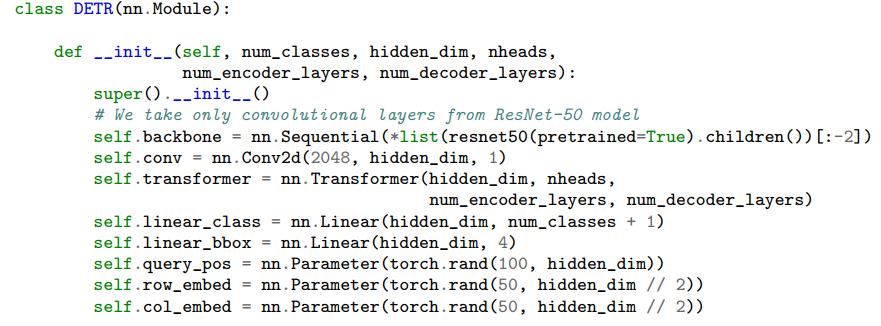 class DETR(nn.Module):
def __init__(self, num_classes, hidden_dim, nheads,
num_encoder_layers, num_decoder_layers):
super().__init__()
# We take only convolutional layers from ResNet-50 model
self.backbone = nn.Sequential(*list(resnet50(pretrained=True).children())[:-2])
self.conv = nn.Conv2d(2048, hidden_dim, 1)
self.transformer = nn.Transformer(hidden_dim, nheads,
num_encoder_layers, num_decoder_layers)
self.linear_class = nn.Linear(hidden_dim, num_classes + 1)
self.linear_bbox = nn.Linear(hidden_dim, 4)
self.query_pos = nn.Parameter(torch.rand(100, hidden_dim))
self.row_embed = nn.Parameter(torch.rand(50, hidden_dim // 2))
self.col_embed = nn.Parameter(torch.rand(50, hidden_dim // 2))